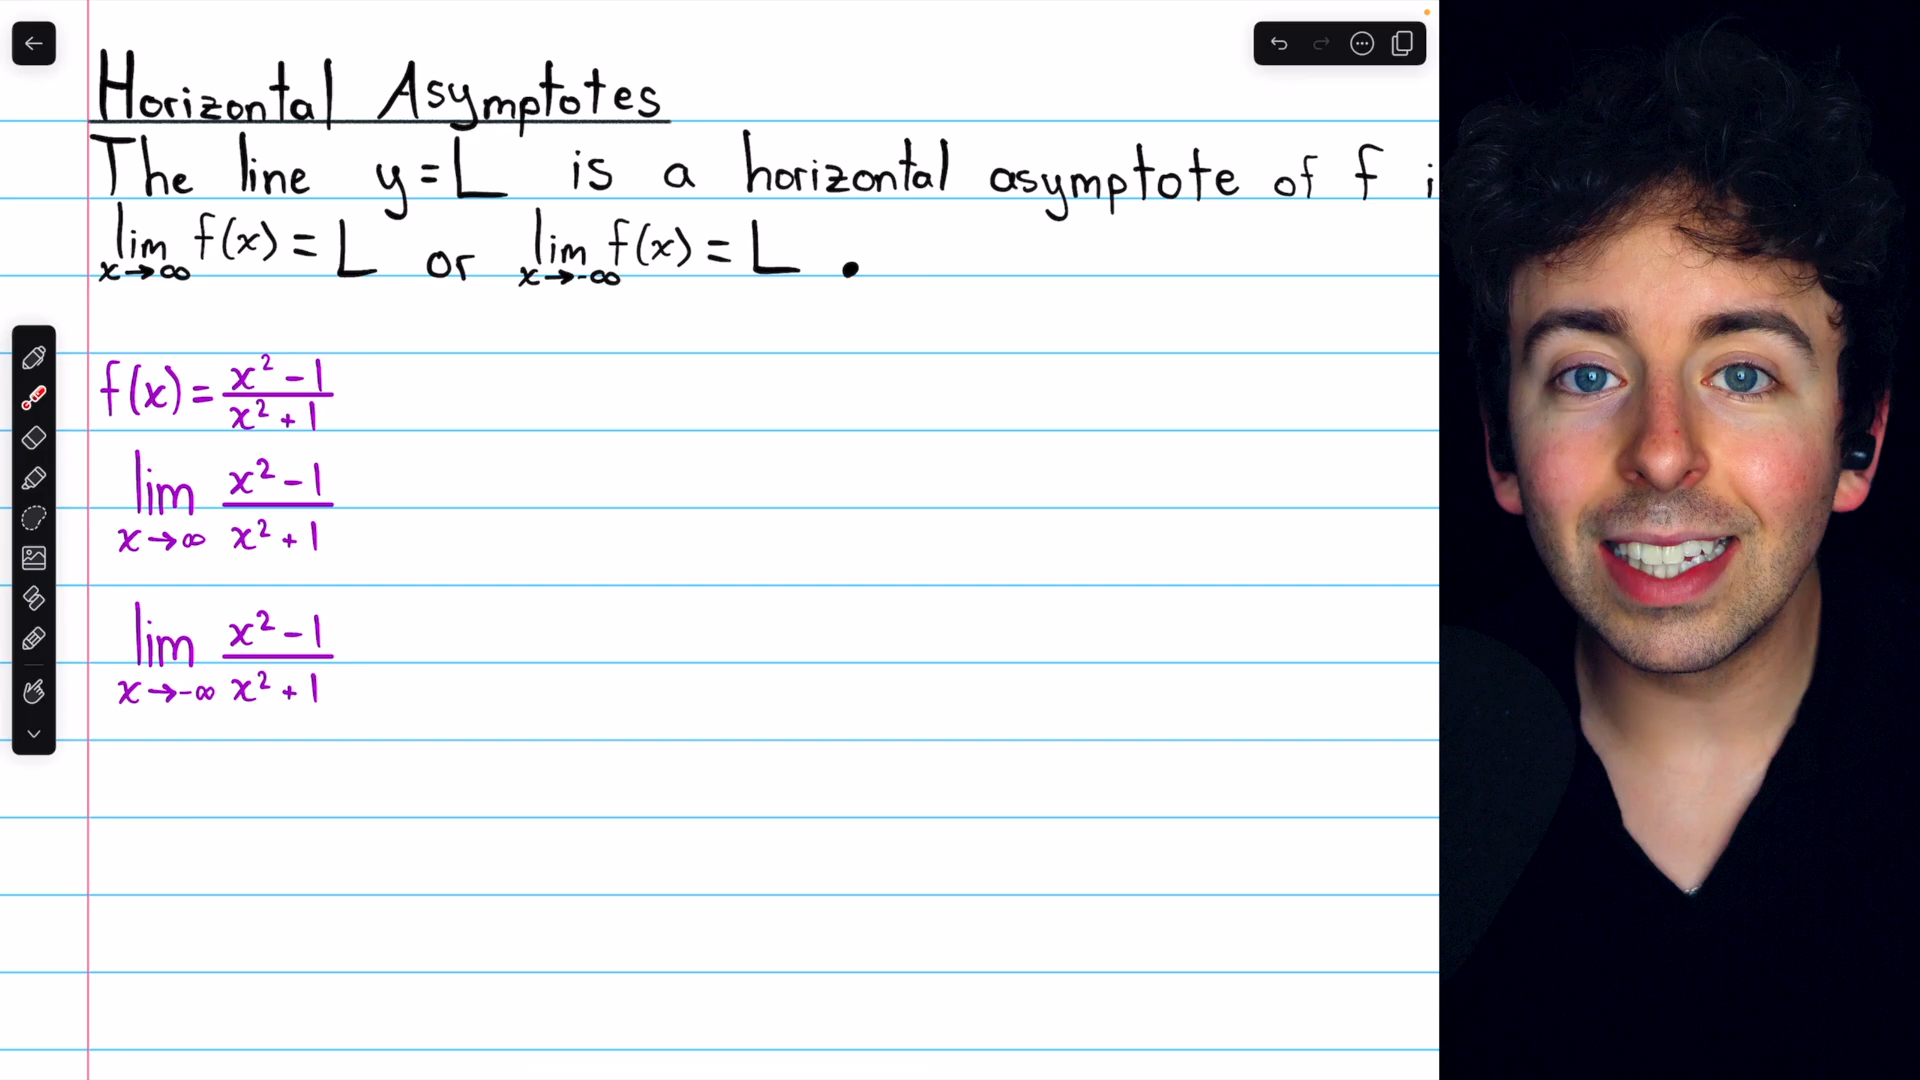 Horizontal Asymptotes
The line y=L is a horizontal asymptote of f i
lim x→∞ f(x) = L or lim x→-∞ f(x) = L .
f(x) = (x² - 1)/(x² + 1)
lim x→∞ (x² - 1)/(x² + 1)
lim x→-∞ (x² - 1)/(x² + 1)